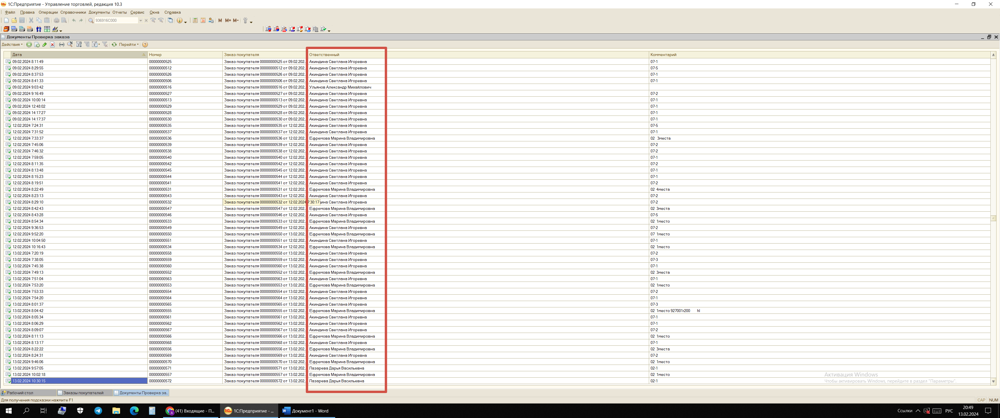 1С:Предприятие - Управление торговлей, редакция 10.3
Файл Правка Операции Справочники Документы Отчеты Сервис Окна Справка
936916C000 M M+ M-
Документы Проверка заказа
Действия Перейти
Дата Номер Заказ покупателя Ответственный Комментарий
09.02.2024 8:11:49 00000000525 Заказ покупателя 00000000525 от 09.02.202... Акиндина Светлана Игоревна 07-1
09.02.2024 8:29:55 00000000512 Заказ покупателя 00000000512 от 09.02.202... Акиндина Светлана Игоревна 07-5
09.02.2024 8:37:53 00000000526 Заказ покупателя 00000000526 от 09.02.202... Акиндина Светлана Игоревна 07-1
09.02.2024 8:41:33 00000000506 Заказ покупателя 00000000506 от 09.02.202... Акиндина Светлана Игоревна 07-1
09.02.2024 9:03:42 00000000516 Заказ покупателя 00000000516 от 09.02.202... Ульянов Александр Михайлович
09.02.2024 9:16:49 00000000527 Заказ покупателя 00000000527 от 09.02.202... Акиндина Светлана Игоревна 07-2
09.02.2024 10:00:14 00000000513 Заказ покупателя 00000000513 от 09.02.202... Акиндина Светлана Игоревна 07-1
09.02.2024 12:48:02 00000000529 Заказ покупателя 00000000529 от 09.02.202... Акиндина Светлана Игоревна 07-1
09.02.2024 14:17:27 00000000528 Заказ покупателя 00000000528 от 09.02.202... Акиндина Светлана Игоревна 07-1
09.02.2024 14:17:37 00000000530 Заказ покупателя 00000000530 от 09.02.202... Акиндина Светлана Игоревна 07-1
12.02.2024 7:24:31 00000000535 Заказ покупателя 00000000535 от 12.02.202... Акиндина Светлана Игоревна 07-5
12.02.2024 7:31:52 00000000537 Заказ покупателя 00000000537 от 12.02.202... Акиндина Светлана Игоревна 07-1
12.02.2024 7:33:37 00000000536 Заказ покупателя 00000000536 от 12.02.202... Ефремова Марина Владимировна 02 3места
12.02.2024 7:45:06 00000000539 Заказ покупателя 00000000539 от 12.02.202... Акиндина Светлана Игоревна 07-2
12.02.2024 7:46:32 00000000538 Заказ покупателя 00000000538 от 12.02.202... Акиндина Светлана Игоревна 07-2
12.02.2024 7:59:05 00000000540 Заказ покупателя 00000000540 от 12.02.202... Акиндина Светлана Игоревна 07-1
12.02.2024 8:11:35 00000000542 Заказ покупателя 00000000542 от 12.02.202... Акиндина Светлана Игоревна 07-2
12.02.2024 8:13:48 00000000545 Заказ покупателя 00000000545 от 12.02.202... Акиндина Светлана Игоревна 07-1
12.02.2024 8:15:23 00000000544 Заказ покупателя 00000000544 от 12.02.202... Акиндина Светлана Игоревна 07-1
12.02.2024 8:19:51 00000000541 Заказ покупателя 00000000541 от 12.02.202... Акиндина Светлана Игоревна 07-2
12.02.2024 8:22:49 00000000531 Заказ покупателя 00000000531 от 12.02.202... Ефремова Марина Владимировна 02 4места
12.02.2024 8:23:13 00000000543 Заказ покупателя 00000000543 от 12.02.202... Акиндина Светлана Игоревна 07-2
12.02.2024 8:29:10 00000000532 Заказ покупателя 00000000532 от 12.02.2024 7:30:17 ина Светлана Игоревна 07-2
12.02.2024 8:42:43 00000000547 Заказ покупателя 00000000547 от 12.02.202... Ефремова Марина Владимировна 02 3места
12.02.2024 8:43:28 00000000546 Заказ покупателя 00000000546 от 12.02.202... Акиндина Светлана Игоревна 07-5
12.02.2024 8:54:34 00000000533 Заказ покупателя 00000000533 от 12.02.202... Ефремова Марина Владимировна 02 1место
12.02.2024 9:36:53 00000000549 Заказ покупателя 00000000549 от 12.02.202... Акиндина Светлана Игоревна 07-2
12.02.2024 9:52:20 00000000550 Заказ покупателя 00000000550 от 13.02.202... Ефремова Марина Владимировна 07 1место
12.02.2024 10:04:50 00000000551 Заказ покупателя 00000000551 от 12.02.202... Акиндина Светлана Игоревна 07-1
12.02.2024 10:16:43 00000000534 Заказ покупателя 00000000534 от 12.02.202... Ефремова Марина Владимировна 02 1место
13.02.2024 7:20:19 00000000558 Заказ покупателя 00000000558 от 13.02.202... Акиндина Светлана Игоревна 07-2
13.02.2024 7:38:05 00000000559 Заказ покупателя 00000000559 от 13.02.202... Акиндина Светлана Игоревна 07-3
13.02.2024 7:45:38 00000000560 Заказ покупателя 00000000560 от 13.02.202... Акиндина Светлана Игоревна 07-1
13.02.2024 7:49:13 00000000552 Заказ покупателя 00000000552 от 13.02.202... Ефремова Марина Владимировна 02 3места
13.02.2024 7:51:04 00000000563 Заказ покупателя 00000000563 от 13.02.202... Акиндина Светлана Игоревна 07-1
13.02.2024 7:53:20 00000000553 Заказ покупателя 00000000553 от 13.02.202... Ефремова Марина Владимировна 02 1место
13.02.2024 7:53:33 00000000554 Заказ покупателя 00000000554 от 13.02.202... Акиндина Светлана Игоревна 07-2
13.02.2024 7:54:20 00000000564 Заказ покупателя 00000000564 от 13.02.202... Акиндина Светлана Игоревна 07-1
13.02.2024 8:01:37 00000000565 Заказ покупателя 00000000565 от 13.02.202... Акиндина Светлана Игоревна 07-3
13.02.2024 8:04:42 00000000555 Заказ покупателя 00000000555 от 13.02.202... Ефремова Марина Владимировна 02 1место 927001r200 hl
13.02.2024 8:05:34 00000000561 Заказ покупателя 00000000561 от 13.02.202... Акиндина Светлана Игоревна 07-1
13.02.2024 8:06:29 00000000562 Заказ покупателя 00000000562 от 13.02.202... Акиндина Светлана Игоревна 07-1
13.02.2024 8:09:07 00000000567 Заказ покупателя 00000000567 от 13.02.202... Акиндина Светлана Игоревна 07-2
13.02.2024 8:11:13 00000000566 Заказ покупателя 00000000566 от 13.02.202... Ефремова Марина Владимировна 02 1место
13.02.2024 8:13:17 00000000568 Заказ покупателя 00000000568 от 13.02.202... Акиндина Светлана Игоревна 07-1
13.02.2024 8:22:22 00000000556 Заказ покупателя 00000000556 от 13.02.202... Ефремова Марина Владимировна 02 3места
13.02.2024 8:24:31 00000000569 Заказ покупателя 00000000569 от 13.02.202... Акиндина Светлана Игоревна 07-2
13.02.2024 9:46:06 00000000570 Заказ покупателя 00000000570 от 13.02.202... Ефремова Марина Владимировна 02 1место
13.02.2024 9:57:05 00000000571 Заказ покупателя 00000000571 от 13.02.202... Лазарева Дарья Васильевна 02-1
13.02.2024 10:02:18 00000000557 Заказ покупателя 00000000557 от 13.02.202... Ефремова Марина Владимировна 02 1место
13.02.2024 10:30:15 00000000572 Заказ покупателя 00000000572 от 13.02.202... Лазарева Дарья Васильевна 02-1
Активация Windows
Чтобы активировать Windows, перейдите в раздел "Параметры".
Рабочий стол Заказы покупателей Документы Проверка за...
Для получения подсказки нажмите F1 CAP NUM
(41) Входящие - П... 1С:Предприятие - ... Документ1 - Word Ссылки РУС 20:49
13.02.2024